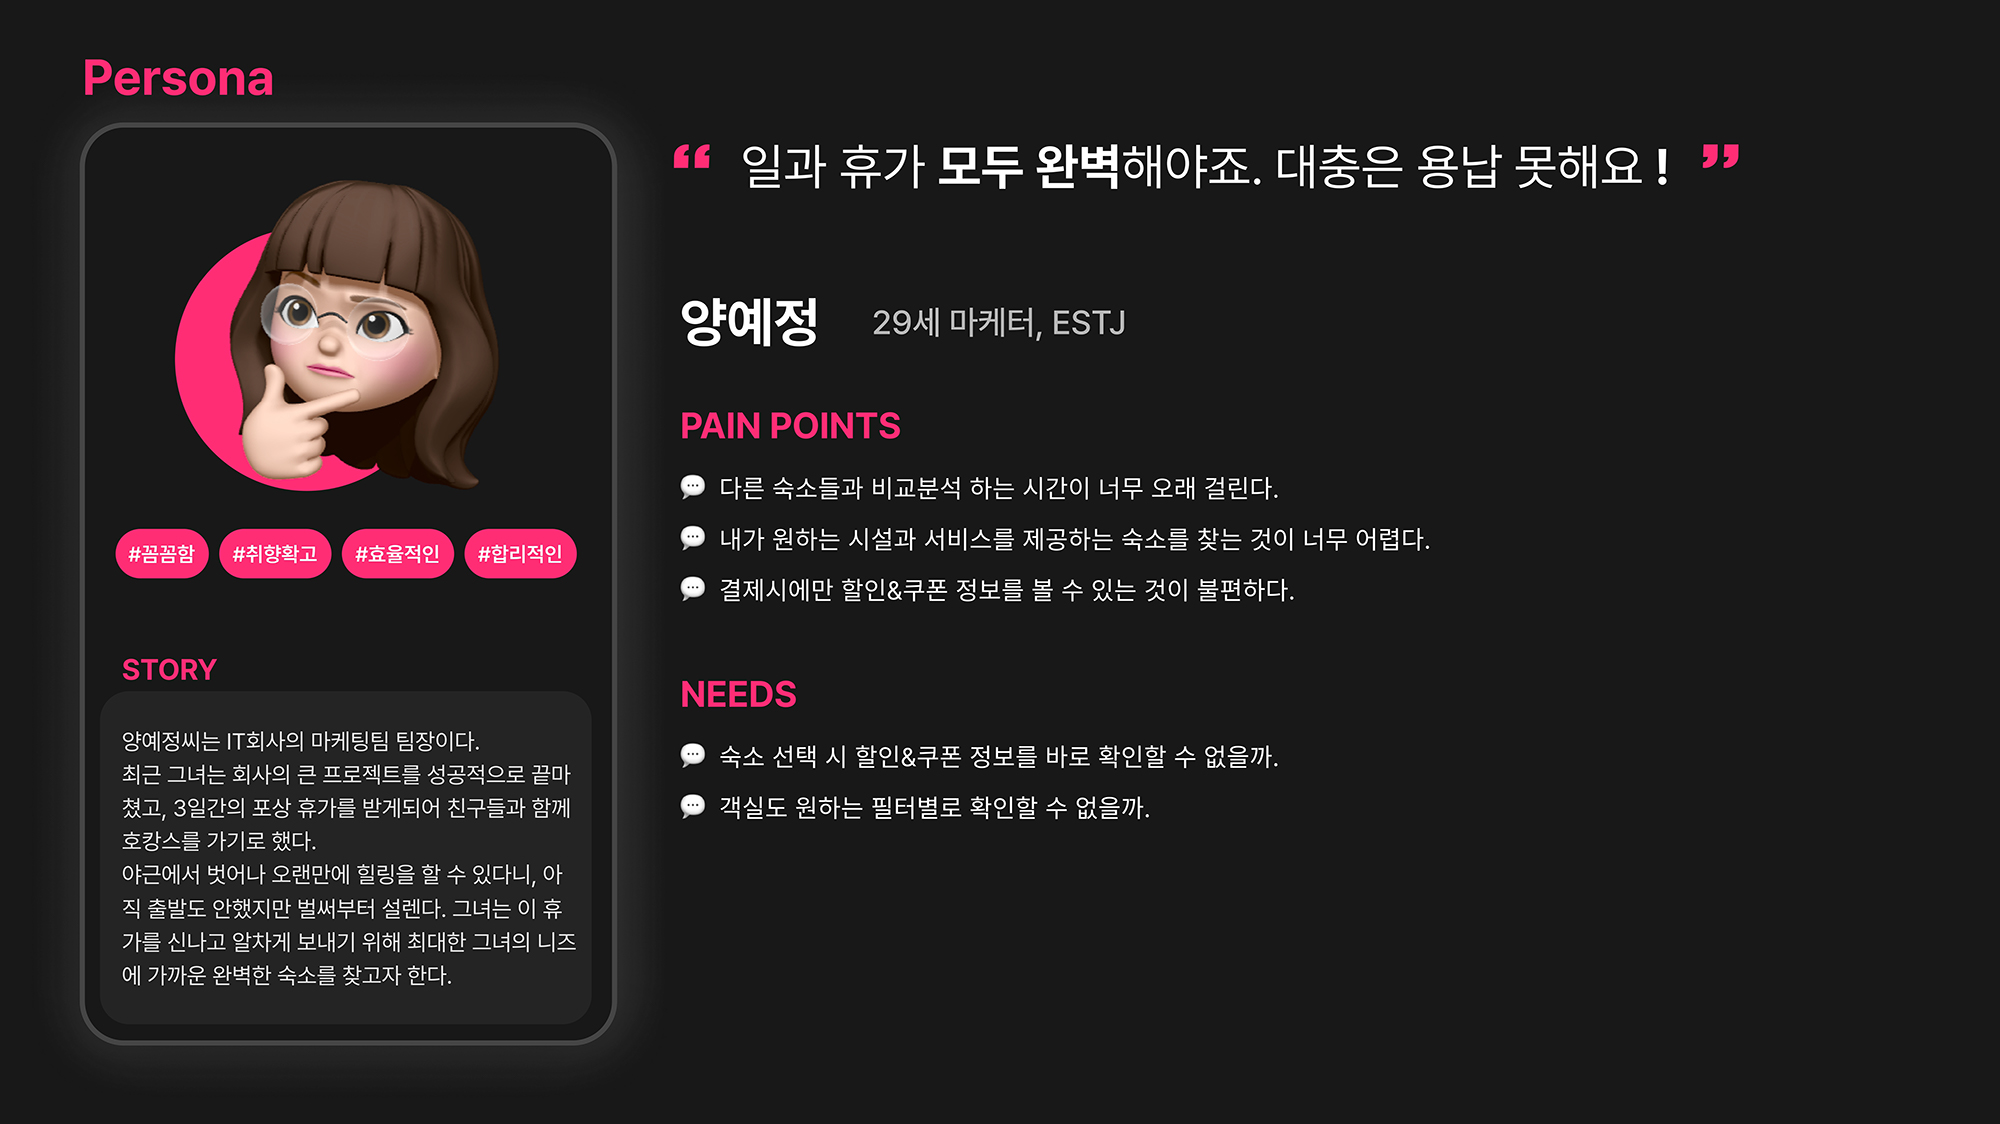 Persona
“ 일과 휴가 모두 완벽해야죠. 대충은 용납 못해요 ! ”
#꼼꼼함 #취향확고 #효율적인 #합리적인
STORY
양예정씨는 IT회사의 마케팅팀 팀장이다.
최근 그녀는 회사의 큰 프로젝트를 성공적으로 끝마
쳤고, 3일간의 포상 휴가를 받게되어 친구들과 함께
호캉스를 가기로 했다.
야근에서 벗어나 오랜만에 힐링을 할 수 있다니, 아
직 출발도 안했지만 벌써부터 설렌다. 그녀는 이 휴
가를 신나고 알차게 보내기 위해 최대한 그녀의 니즈
에 가까운 완벽한 숙소를 찾고자 한다.
양예정 29세 마케터, ESTJ
PAIN POINTS
다른 숙소들과 비교분석 하는 시간이 너무 오래 걸린다.
내가 원하는 시설과 서비스를 제공하는 숙소를 찾는 것이 너무 어렵다.
결제시에만 할인&쿠폰 정보를 볼 수 있는 것이 불편하다.
NEEDS
숙소 선택 시 할인&쿠폰 정보를 바로 확인할 수 없을까.
객실도 원하는 필터별로 확인할 수 없을까.